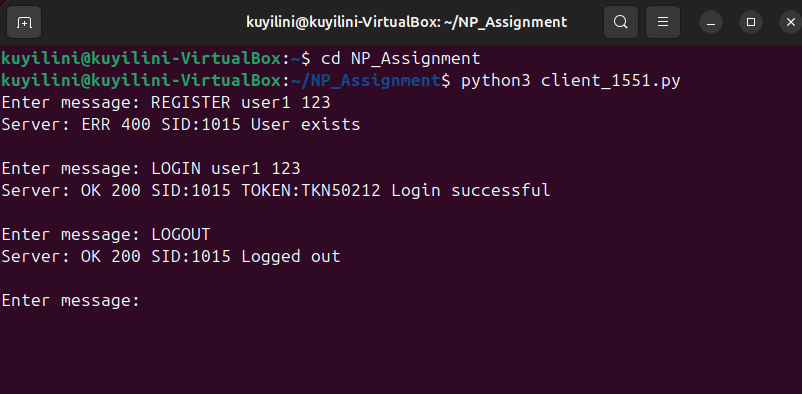 kuyilini@kuyilini-VirtualBox: ~/NP_Assignment
kuyilini@kuyilini-VirtualBox:~$ cd NP_Assignment
kuyilini@kuyilini-VirtualBox:~/NP_Assignment$ python3 client_1551.py
Enter message: REGISTER user1 123
Server: ERR 400 SID:1015 User exists
Enter message: LOGIN user1 123
Server: OK 200 SID:1015 TOKEN:TKN50212 Login successful
Enter message: LOGOUT
Server: OK 200 SID:1015 Logged out
Enter message: